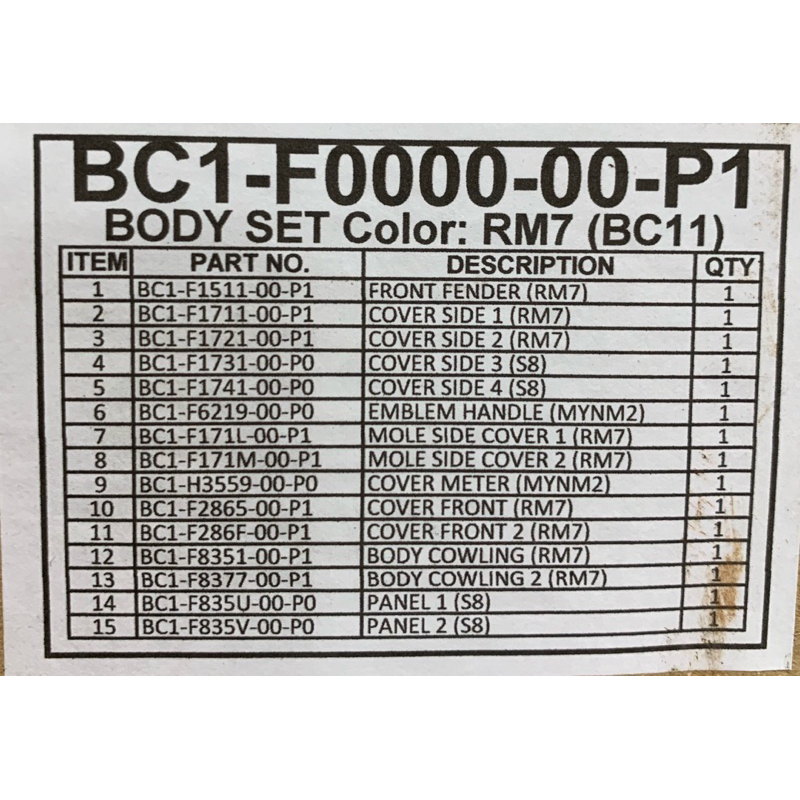 BC1-F0000-00-P1
BODY SET Color: RM7 (BC11)
ITEM PART NO. DESCRIPTION QTY
1 BC1-F1511-00-P1 FRONT FENDER (RM7) 1
2 BC1-F1711-00-P1 COVER SIDE 1 (RM7) 1
3 BC1-F1721-00-P1 COVER SIDE 2 (RM7) 1
4 BC1-F1731-00-P0 COVER SIDE 3 (S8) 1
5 BC1-F1741-00-P0 COVER SIDE 4 (S8) 1
6 BC1-F6219-00-P0 EMBLEM HANDLE (MYNM2) 1
7 BC1-F171L-00-P1 MOLE SIDE COVER 1 (RM7) 1
8 BC1-F171M-00-P1 MOLE SIDE COVER 2 (RM7) 1
9 BC1-H3559-00-P0 COVER METER (MYNM2) 1
10 BC1-F2865-00-P1 COVER FRONT (RM7) 1
11 BC1-F286F-00-P1 COVER FRONT 2 (RM7) 1
12 BC1-F8351-00-P1 BODY COWLING (RM7) 1
13 BC1-F8377-00-P1 BODY COWLING 2 (RM7) 1
14 BC1-F835U-00-P0 PANEL 1 (S8) 1
15 BC1-F835V-00-P0 PANEL 2 (S8) 1